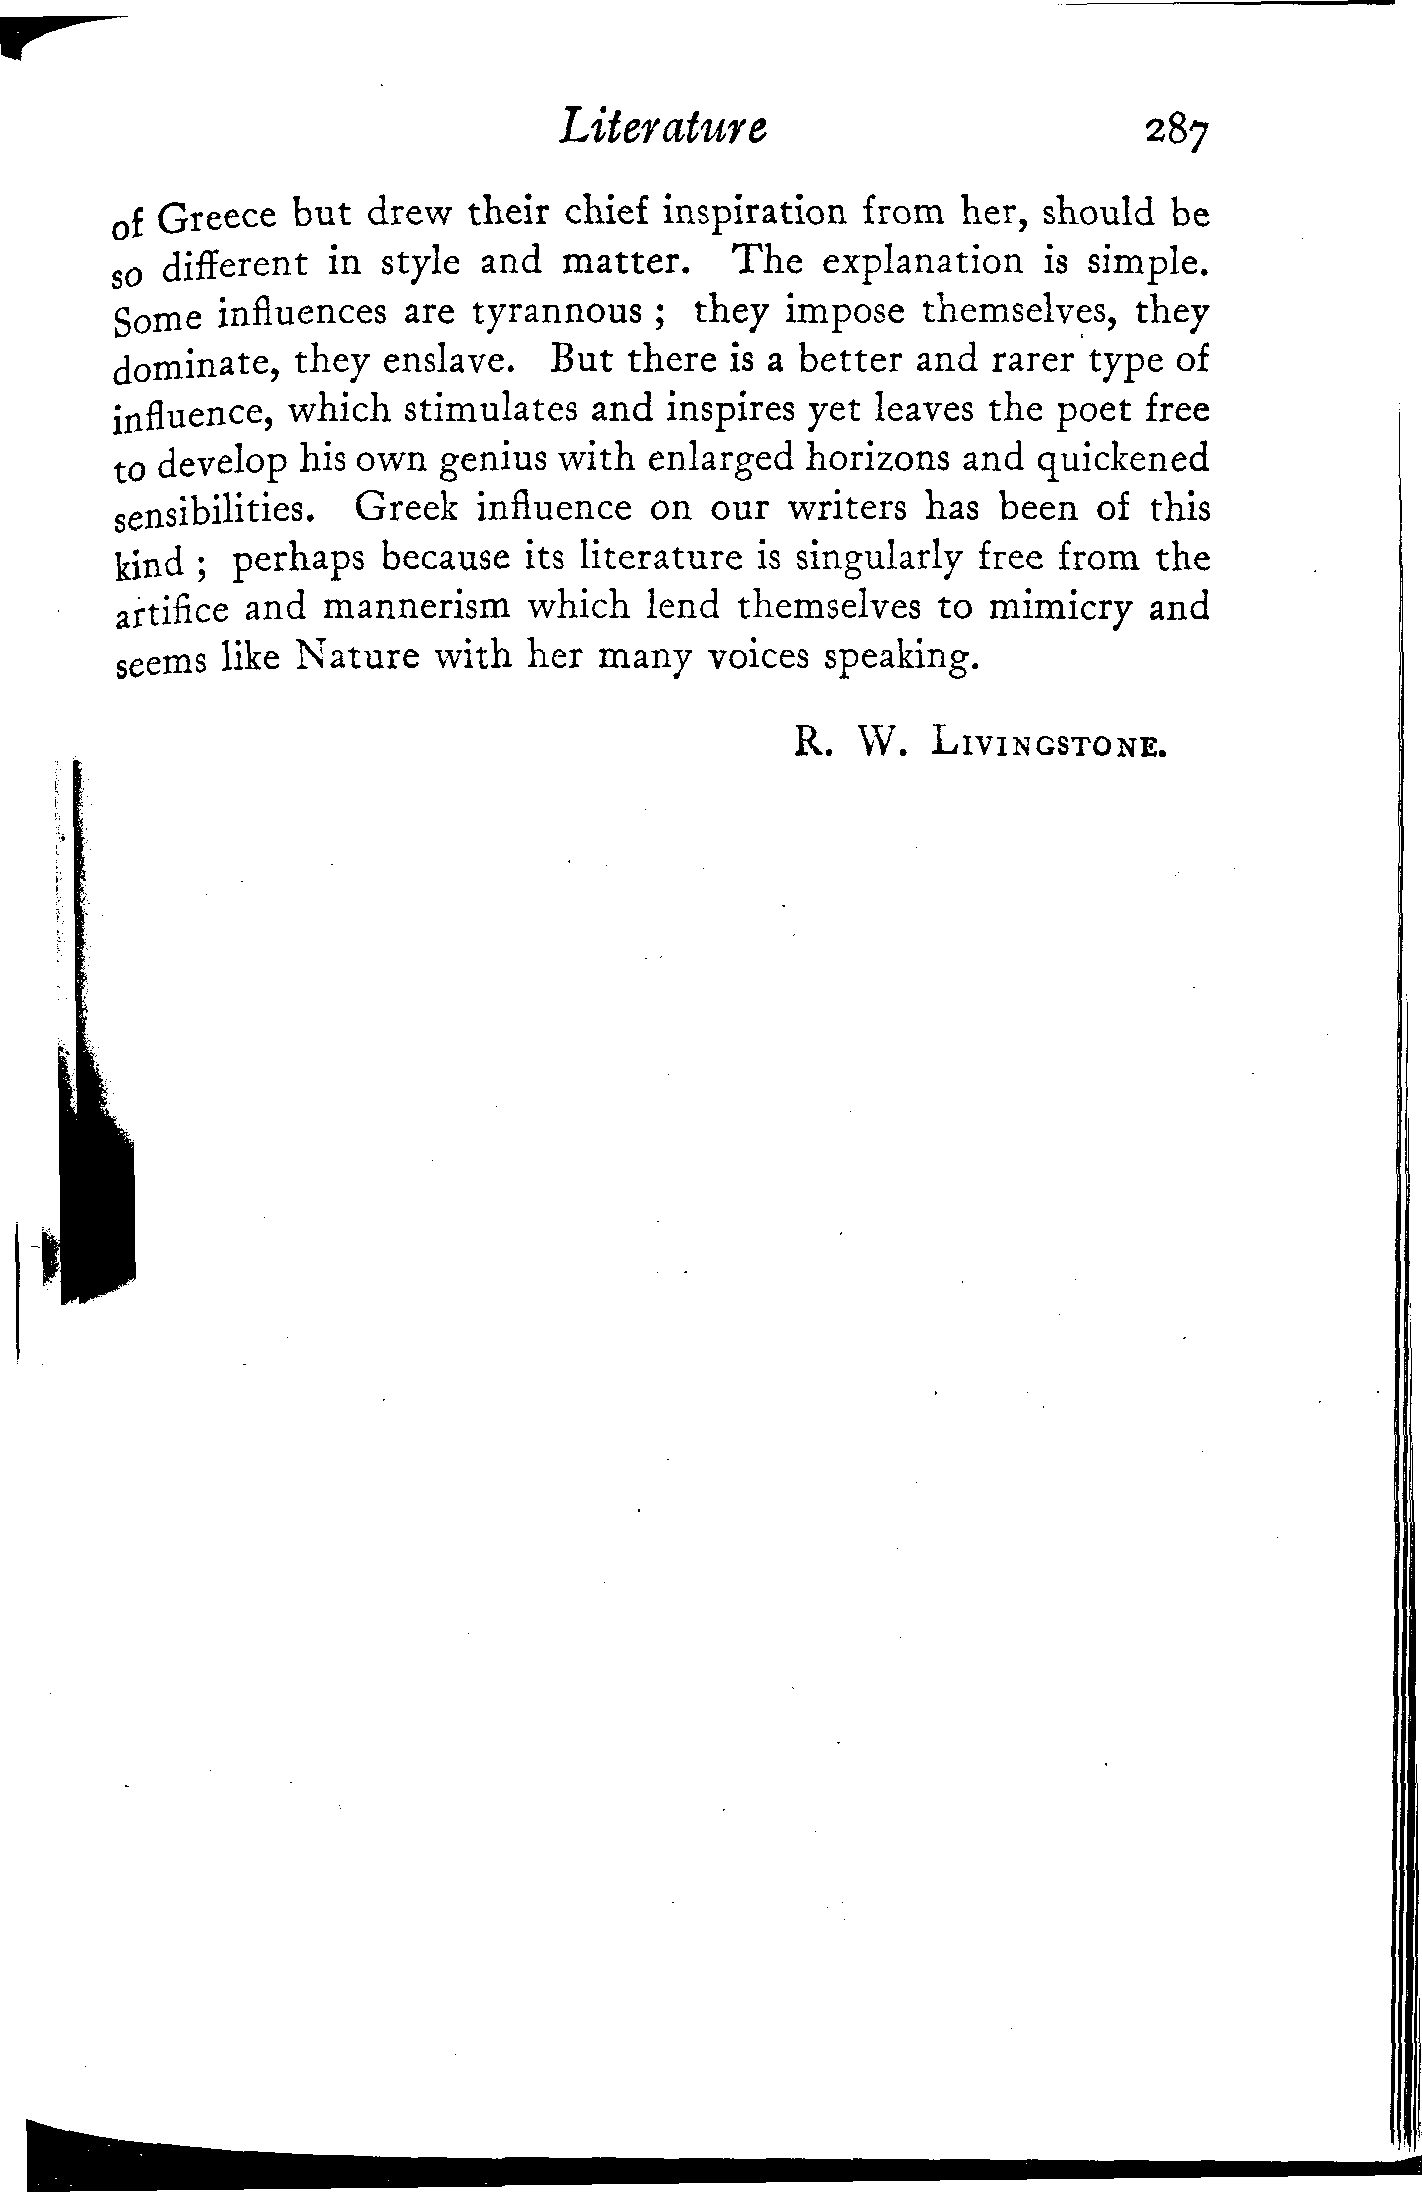 Literature 287
of Greece but drew their chief inspiration from her, should be
so different in style and matter. The explanation is simple.
Some influences are tyrannous ; they impose themselves, they
dominate, they enslave. But there is a better and rarer type of
influence, which stimulates and inspires yet leaves the poet free
to develop his own genius with enlarged horizons and quickened
sensibilities. Greek influence on our writers has been of this
kind ; perhaps because its literature is singularly free from the
artifice and mannerism which lend themselves to mimicry and
seems like Nature with her many voices speaking.
R. W. LIVINGSTONE.